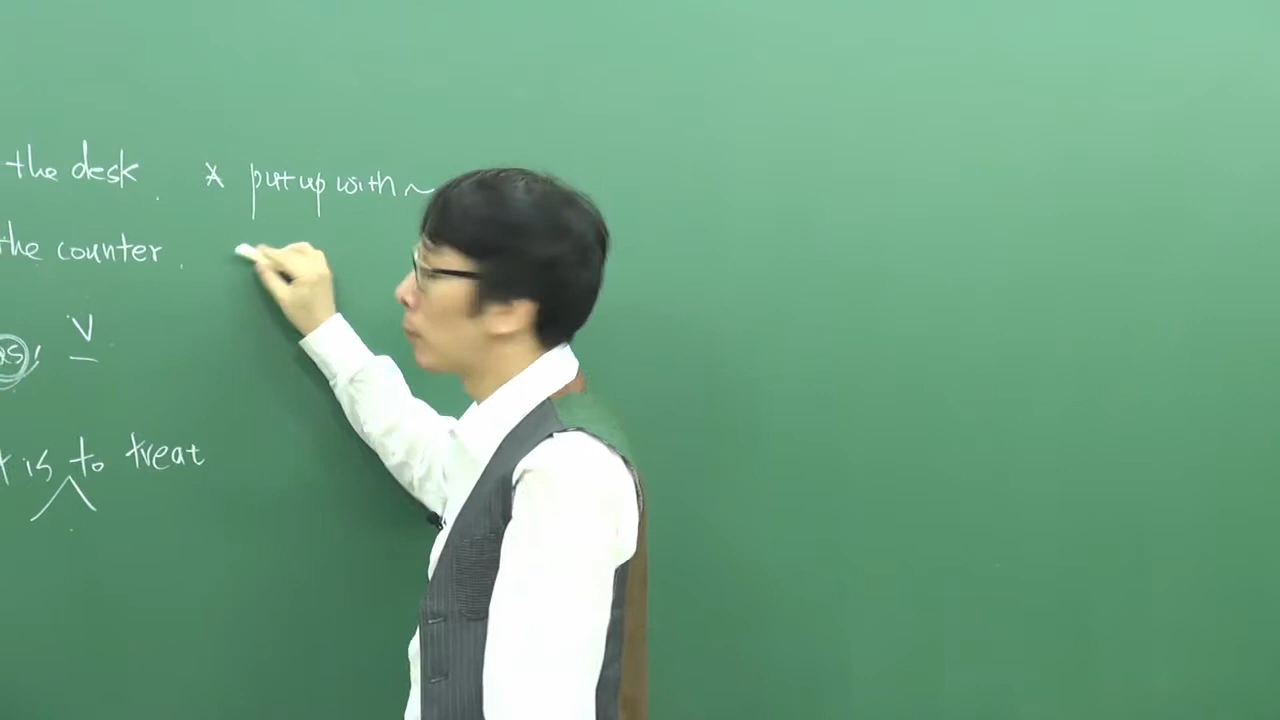 the desk. * put up with ~
the counter.
as, V
is to treat